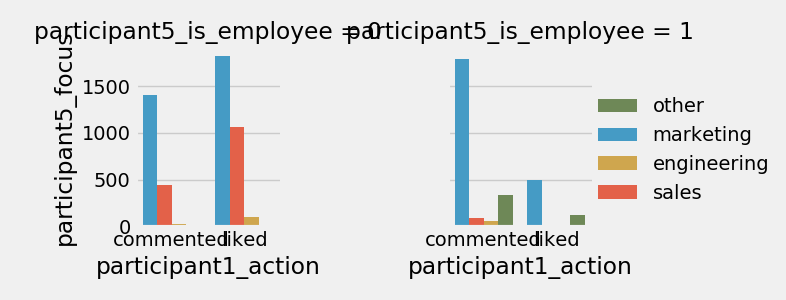 participant5_is_employee = 0
participant5_is_employee = 1
participant5_focus
1500
1000
500
0
commented
liked
commented
liked
participant1_action
participant1_action
other
marketing
engineering
sales